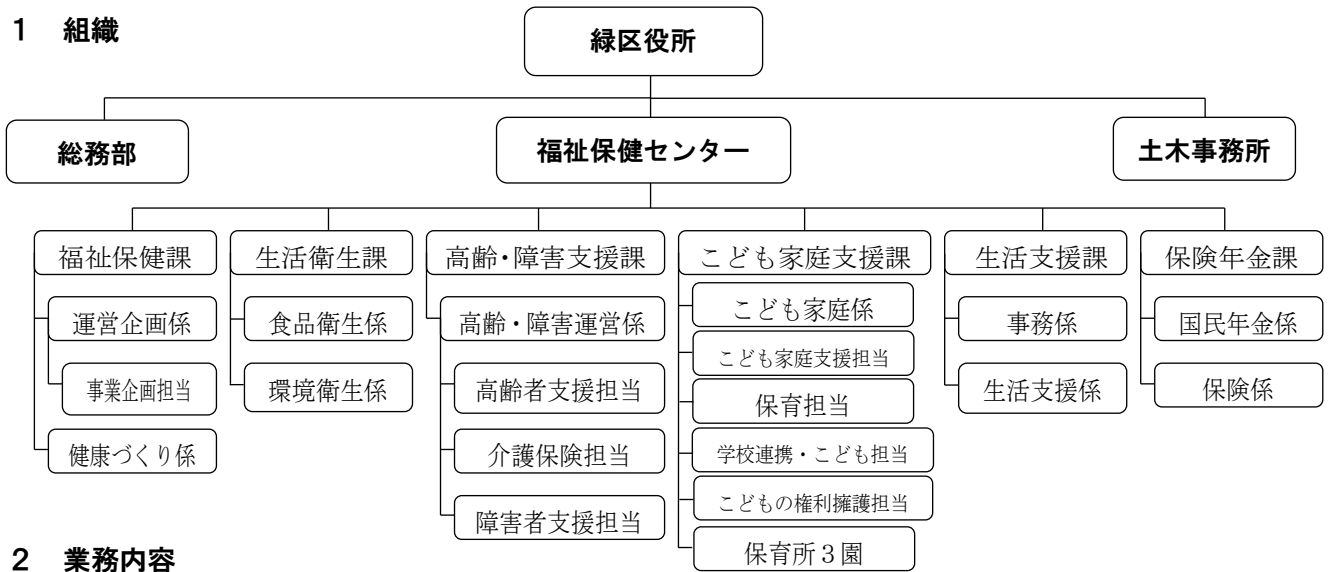 １　組織
緑区役所
総務部
福祉保健センター
土木事務所
福祉保健課
生活衛生課
高齢・障害支援課
こども家庭支援課
生活支援課
保険年金課
運営企画係
食品衛生係
高齢・障害運営係
こども家庭係
事務係
国民年金係
事業企画担当
環境衛生係
高齢者支援担当
こども家庭支援担当
保育担当
生活支援係
保険係
健康づくり係
介護保険担当
学校連携・こども担当
こどもの権利擁護担当
障害者支援担当
保育所３園
２　業務内容